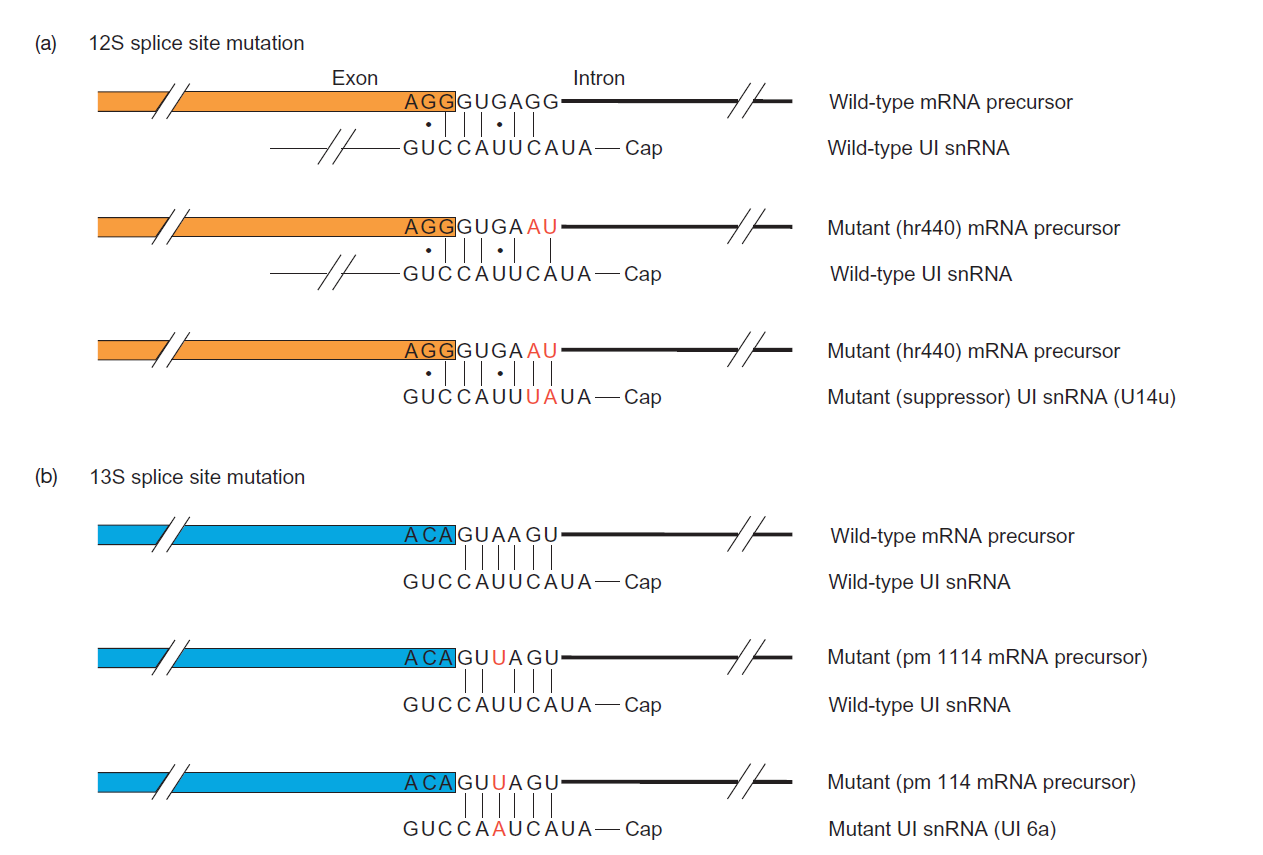 (a) 12S splice site mutation
Exon Intron
AGGGUGAGG Wild-type mRNA precursor
GUCCAUUCAUA Cap Wild-type UI snRNA
AGGGUGAAU Mutant (hr440) mRNA precursor
GUCCAUUCAUA Cap Wild-type UI snRNA
AGGGUGAAU Mutant (hr440) mRNA precursor
GUCCAUUUAUA Cap Mutant (suppressor) UI snRNA (U14u)
(b) 13S splice site mutation
ACAGUAAGU Wild-type mRNA precursor
GUCCAUUCAUA Cap Wild-type UI snRNA
ACAGUUAGU Mutant (pm 1114 mRNA precursor)
GUCCAUUCAUA Cap Wild-type UI snRNA
ACAGUUAGU Mutant (pm 114 mRNA precursor)
GUCCAAUCAUA Cap Mutant UI snRNA (UI 6a)